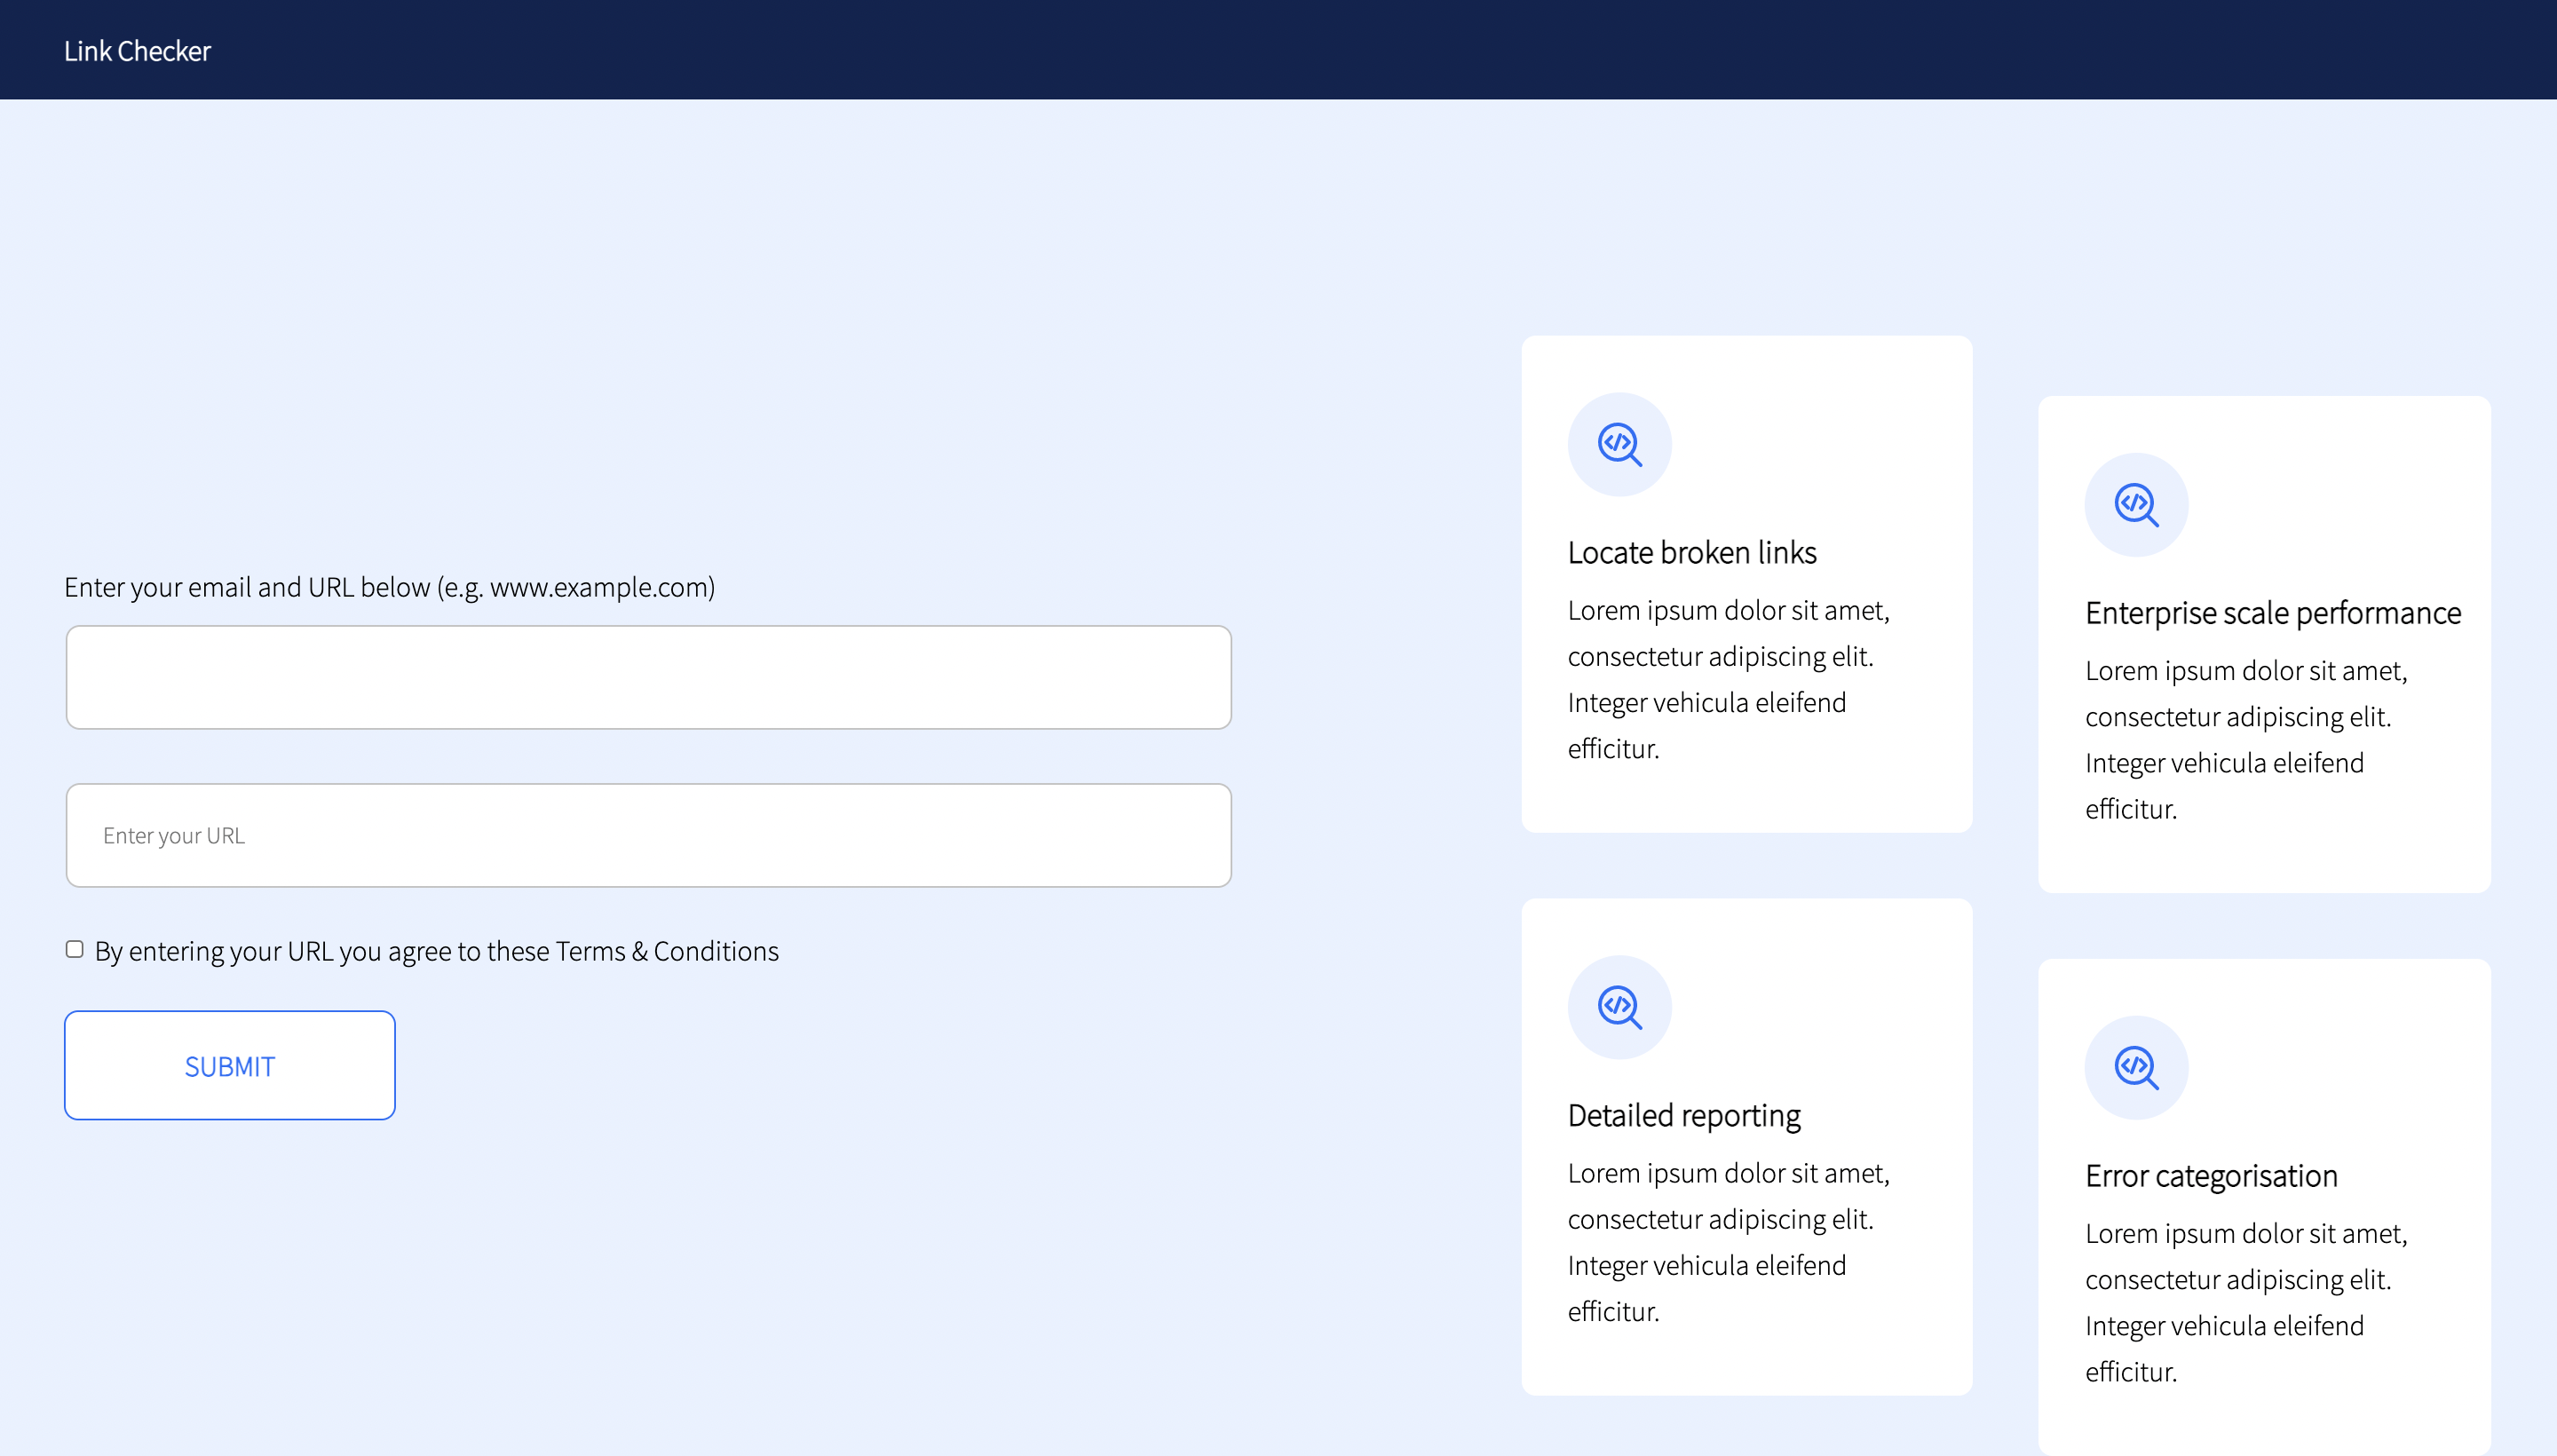 Link Checker
Enter your email and URL below (e.g. www.example.com)
Enter your URL
By entering your URL you agree to these Terms & Conditions
SUBMIT
Locate broken links
Lorem ipsum dolor sit amet,
consectetur adipiscing elit.
Integer vehicula eleifend
efficitur.
Enterprise scale performance
Lorem ipsum dolor sit amet,
consectetur adipiscing elit.
Integer vehicula eleifend
efficitur.
Detailed reporting
Lorem ipsum dolor sit amet,
consectetur adipiscing elit.
Integer vehicula eleifend
efficitur.
Error categorisation
Lorem ipsum dolor sit amet,
consectetur adipiscing elit.
Integer vehicula eleifend
efficitur.